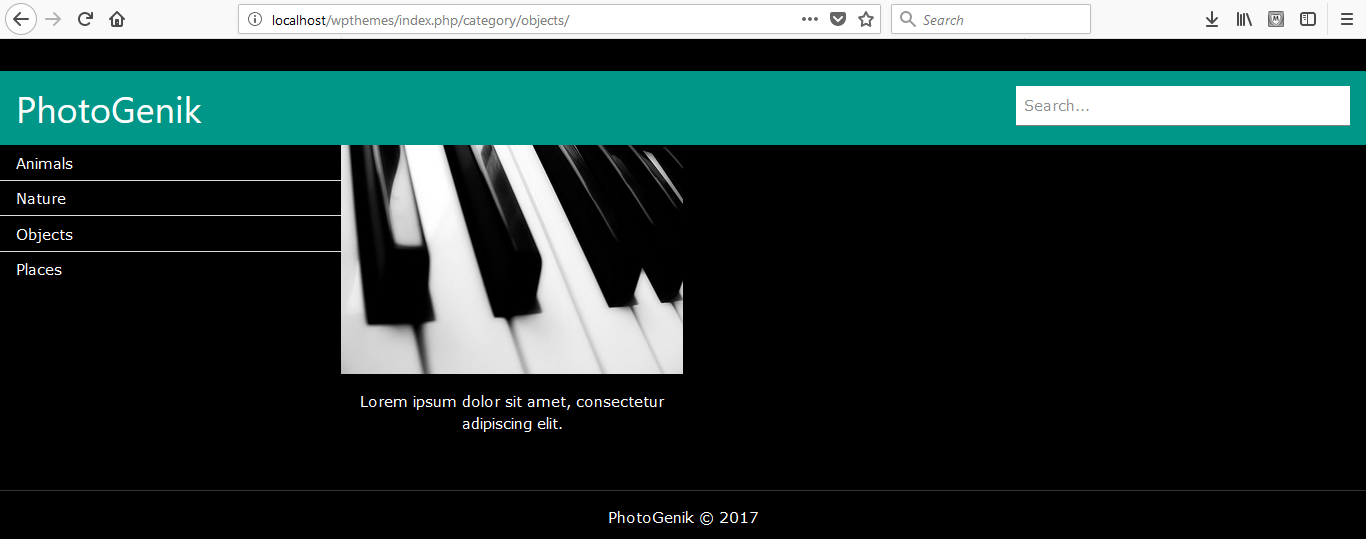 localhost/wpthemes/index.php/category/objects/
Search
PhotoGenik
Search...
Animals
Nature
Objects
Places
Lorem ipsum dolor sit amet, consectetur
adipiscing elit.
PhotoGenik © 2017